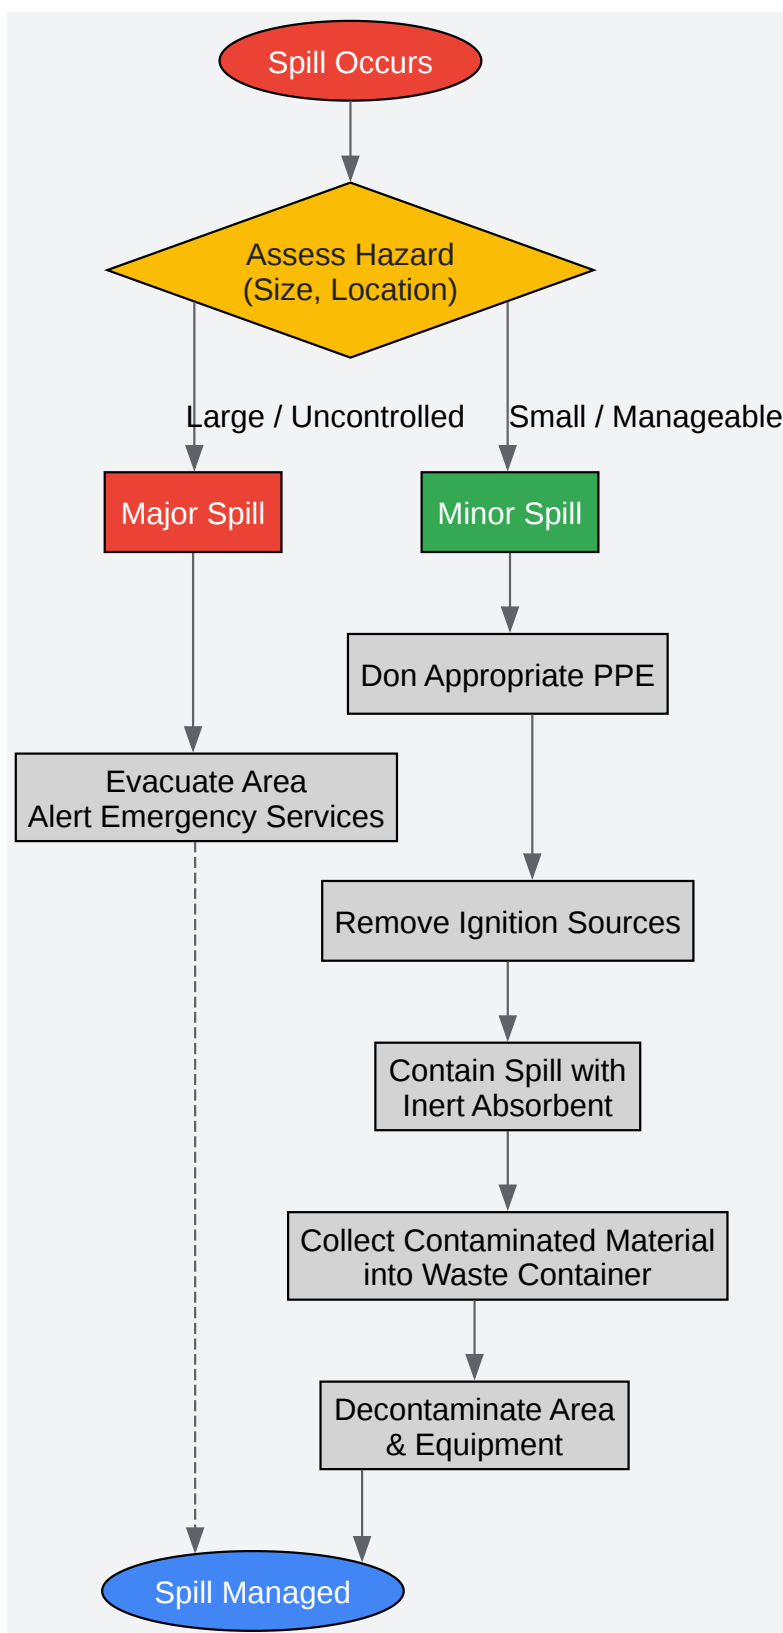 Spill Occurs
Assess Hazard
(Size, Location)
Large / Uncontrolled
Small / Manageable
Major Spill
Minor Spill
Don Appropriate PPE
Evacuate Area
Alert Emergency Services
Remove Ignition Sources
Contain Spill with
Inert Absorbent
Collect Contaminated Material
into Waste Container
Decontaminate Area
& Equipment
Spill Managed